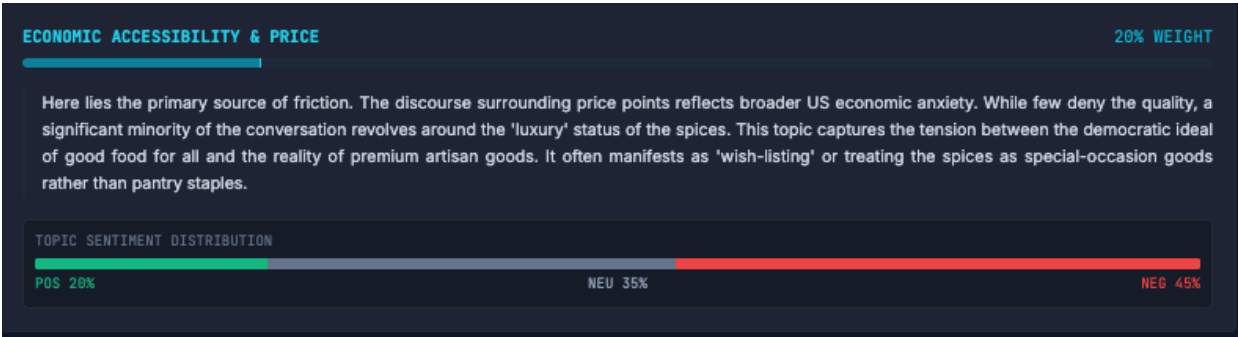 ECONOMIC ACCESSIBILITY & PRICE
20% WEIGHT
Here lies the primary source of friction. The discourse surrounding price points reflects broader US economic anxiety. While few deny the quality, a
significant minority of the conversation revolves around the 'luxury' status of the spices. This topic captures the tension between the democratic ideal
of good food for all and the reality of premium artisan goods. It often manifests as 'wish-listing' or treating the spices as special-occasion goods
rather than pantry staples.
TOPIC SENTIMENT DISTRIBUTION
POS 20%
NEU 35%
NEG 45%